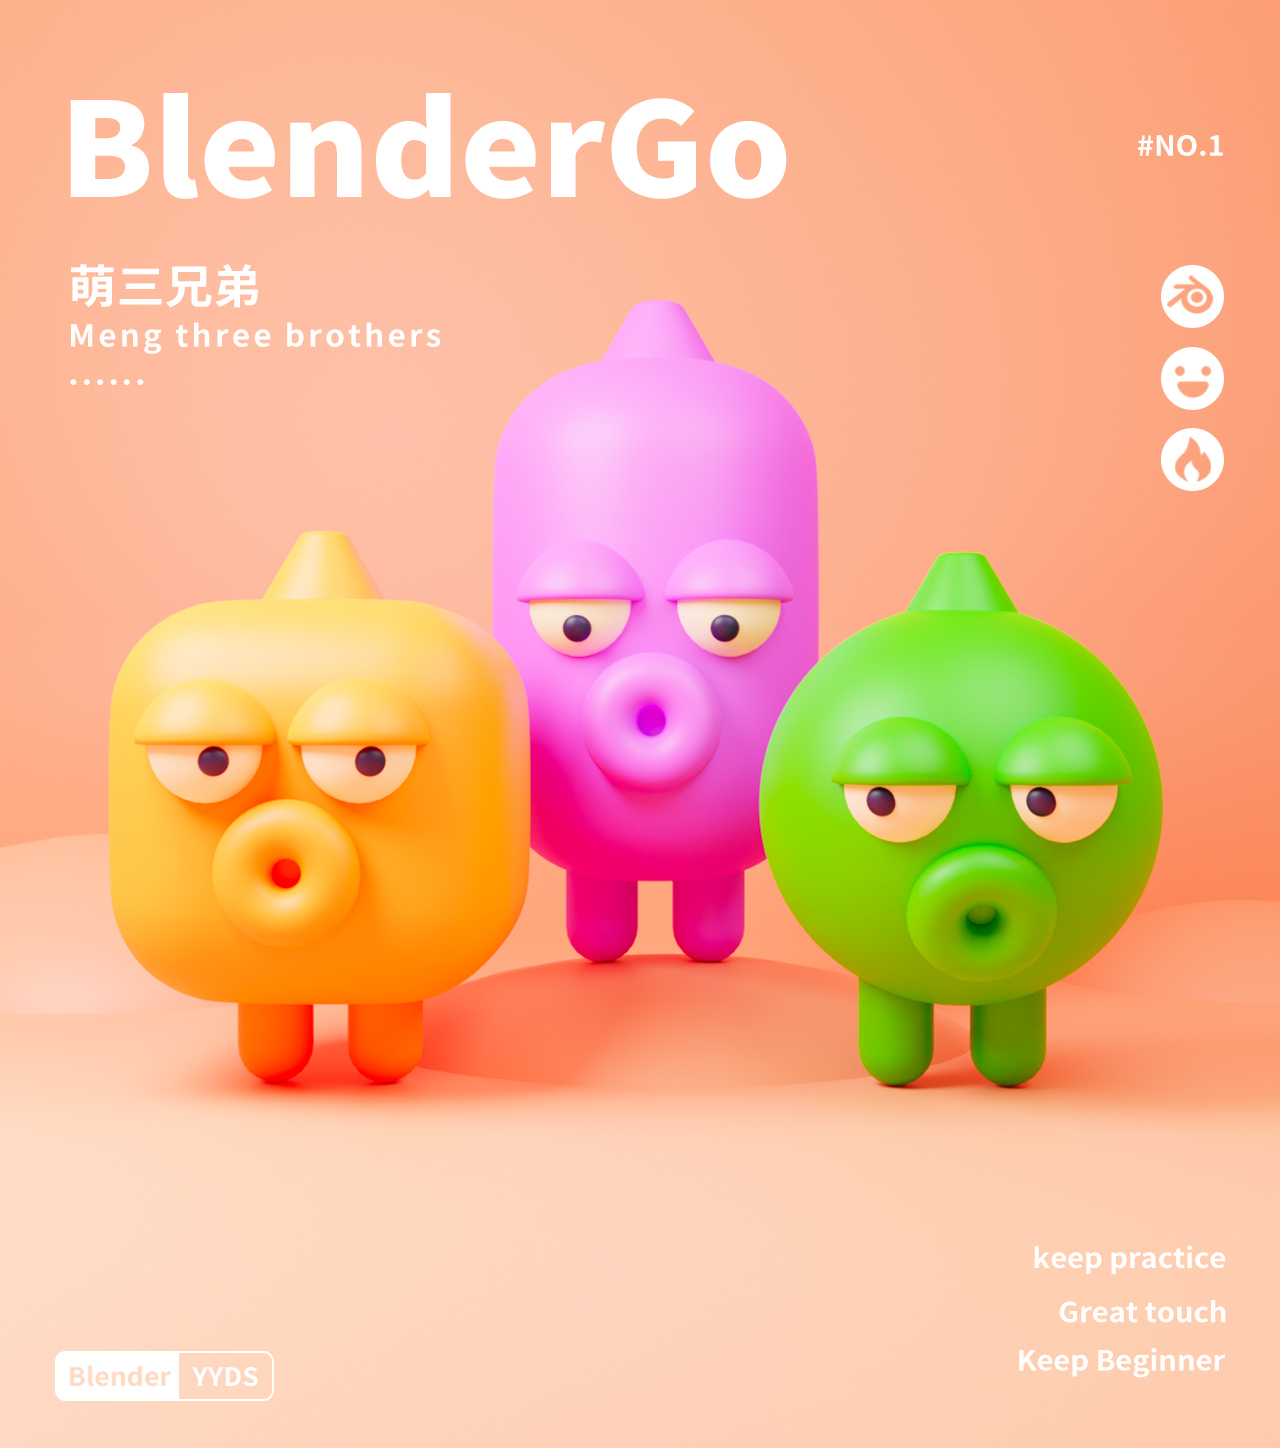 BlenderGo
#NO.1
萌三兄弟
Meng three brothers
......
keep practice
Great touch
Keep Beginner
Blender YYDS